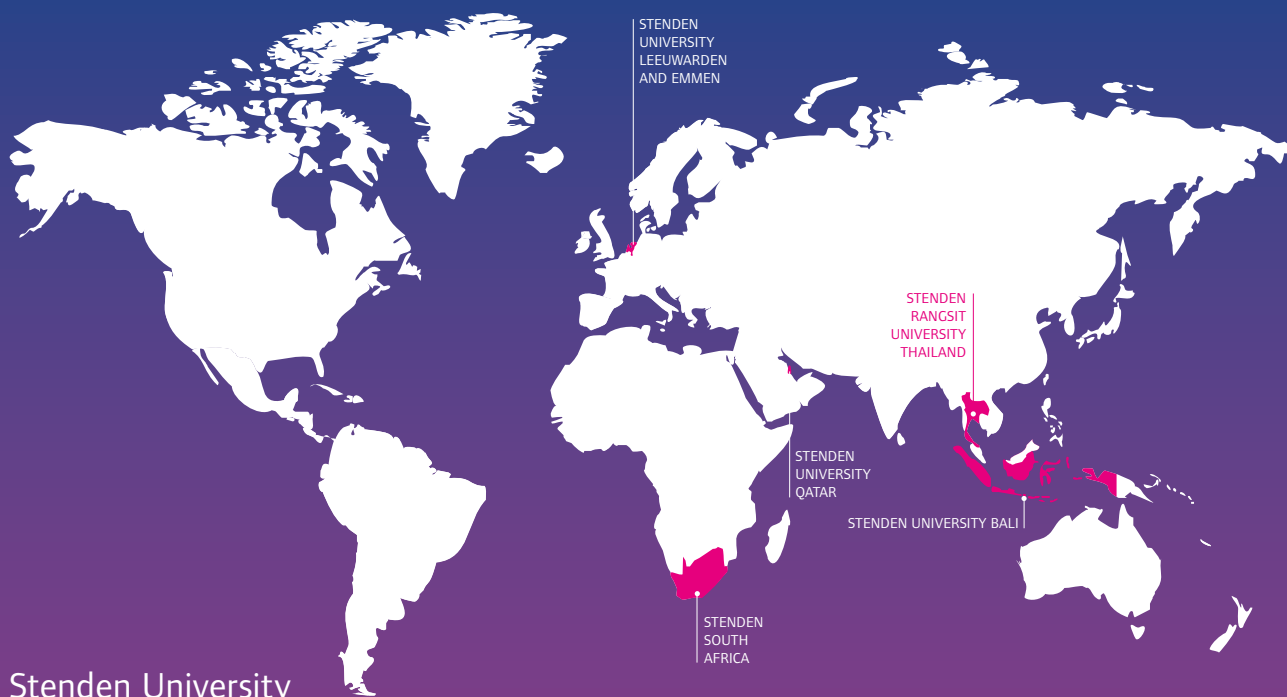 STENDEN
UNIVERSITY
LEEUWARDEN
AND EMMEN
STENDEN
RANGSIT
UNIVERSITY
THAILAND
STENDEN
UNIVERSITY
QATAR
STENDEN UNIVERSITY BALI
STENDEN
SOUTH
AFRICA
Stenden University